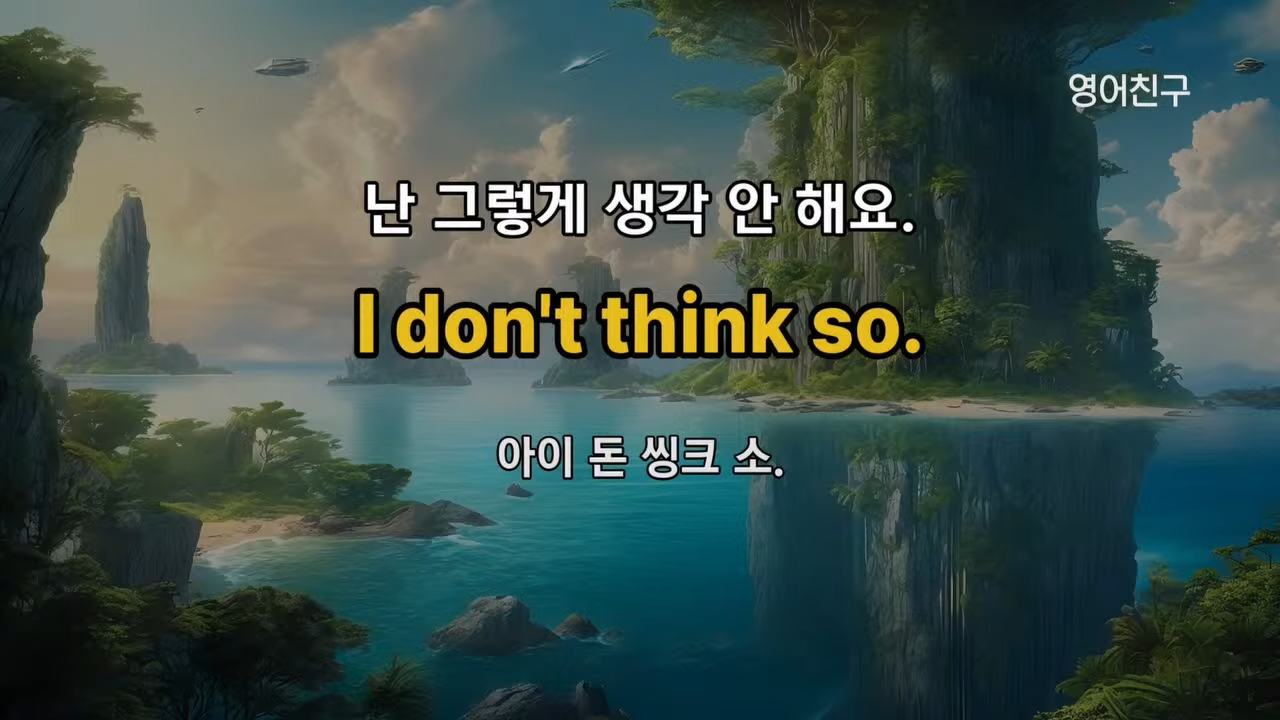 영어친구
난 그렇게 생각 안 해요.
I don't think so.
아이 돈 씽크 소.